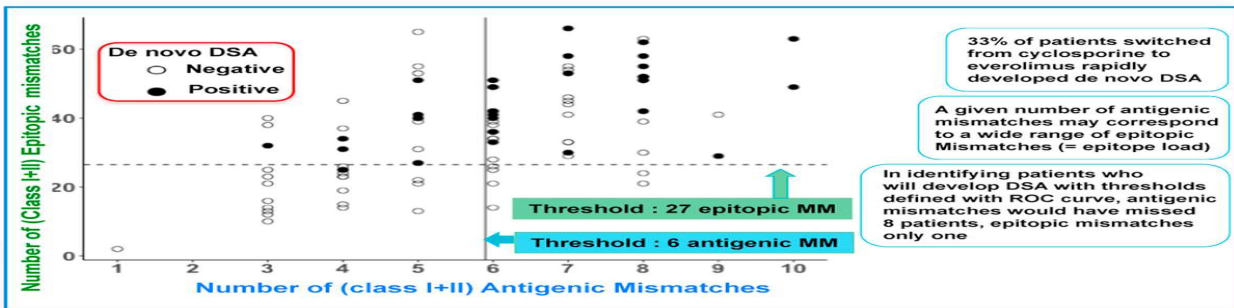 Number of (Class I+II) Epitopic mismatches
60
40
20
0
De novo DSA
Negative
Positive
Threshold : 27 epitopic MM
Threshold : 6 antigenic MM
1 2 3 4 5 6 7 8 9 10
Number of (class I+II) Antigenic Mismatches
33% of patients switched
from cyclosporine to
everolimus rapidly
developed de novo DSA
A given number of antigenic
mismatches may correspond
to a wide range of epitopic
Mismatches (= epitope load)
In identifying patients who
will develop DSA with thresholds
defined with ROC curve, antigenic
mismatches would have missed
8 patients, epitopic mismatches
only one